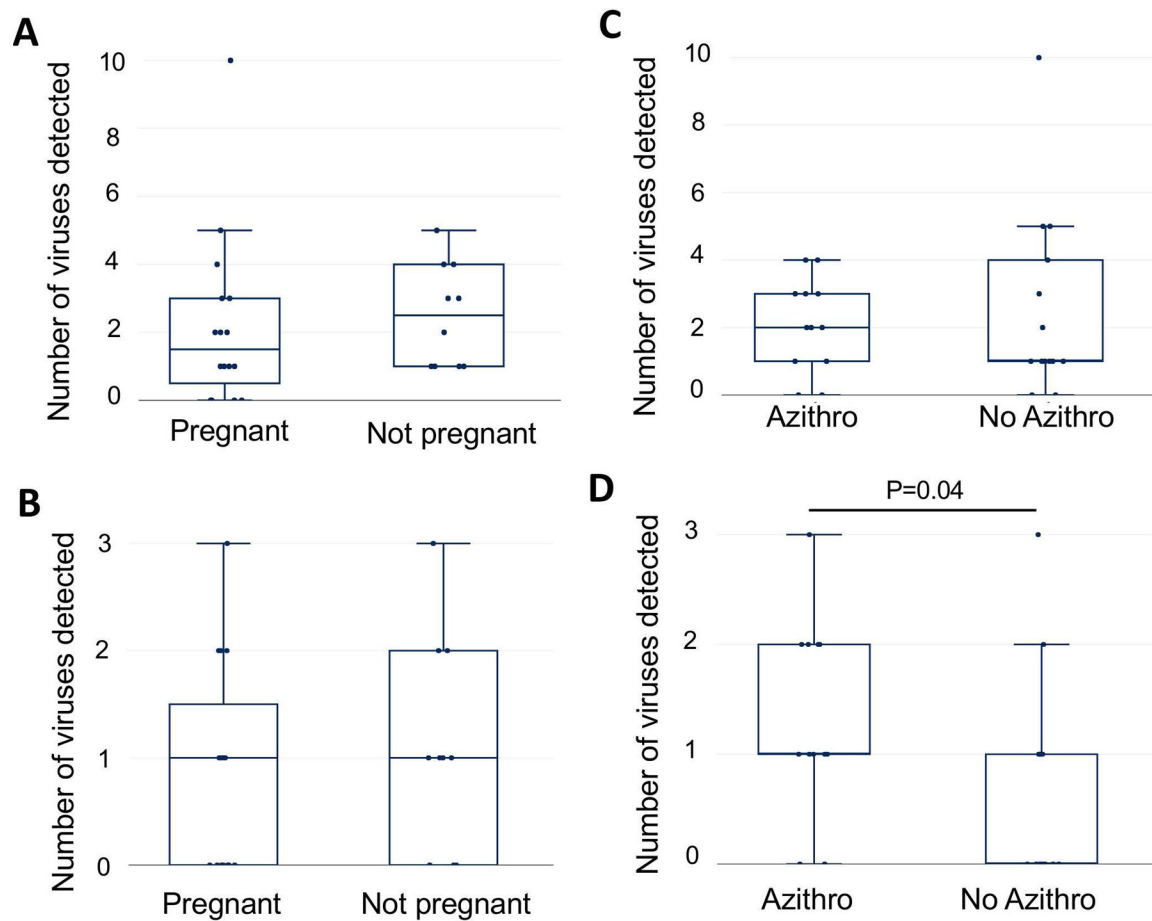 A
Number of viruses detected
10
8
6
4
2
0
Pregnant
Not pregnant
C
Number of viruses detected
10
8
6
4
2
0
Azithro
No Azithro
B
Number of viruses detected
3
2
1
0
Pregnant
Not pregnant
D
P=0.04
Number of viruses detected
3
2
1
0
Azithro
No Azithro